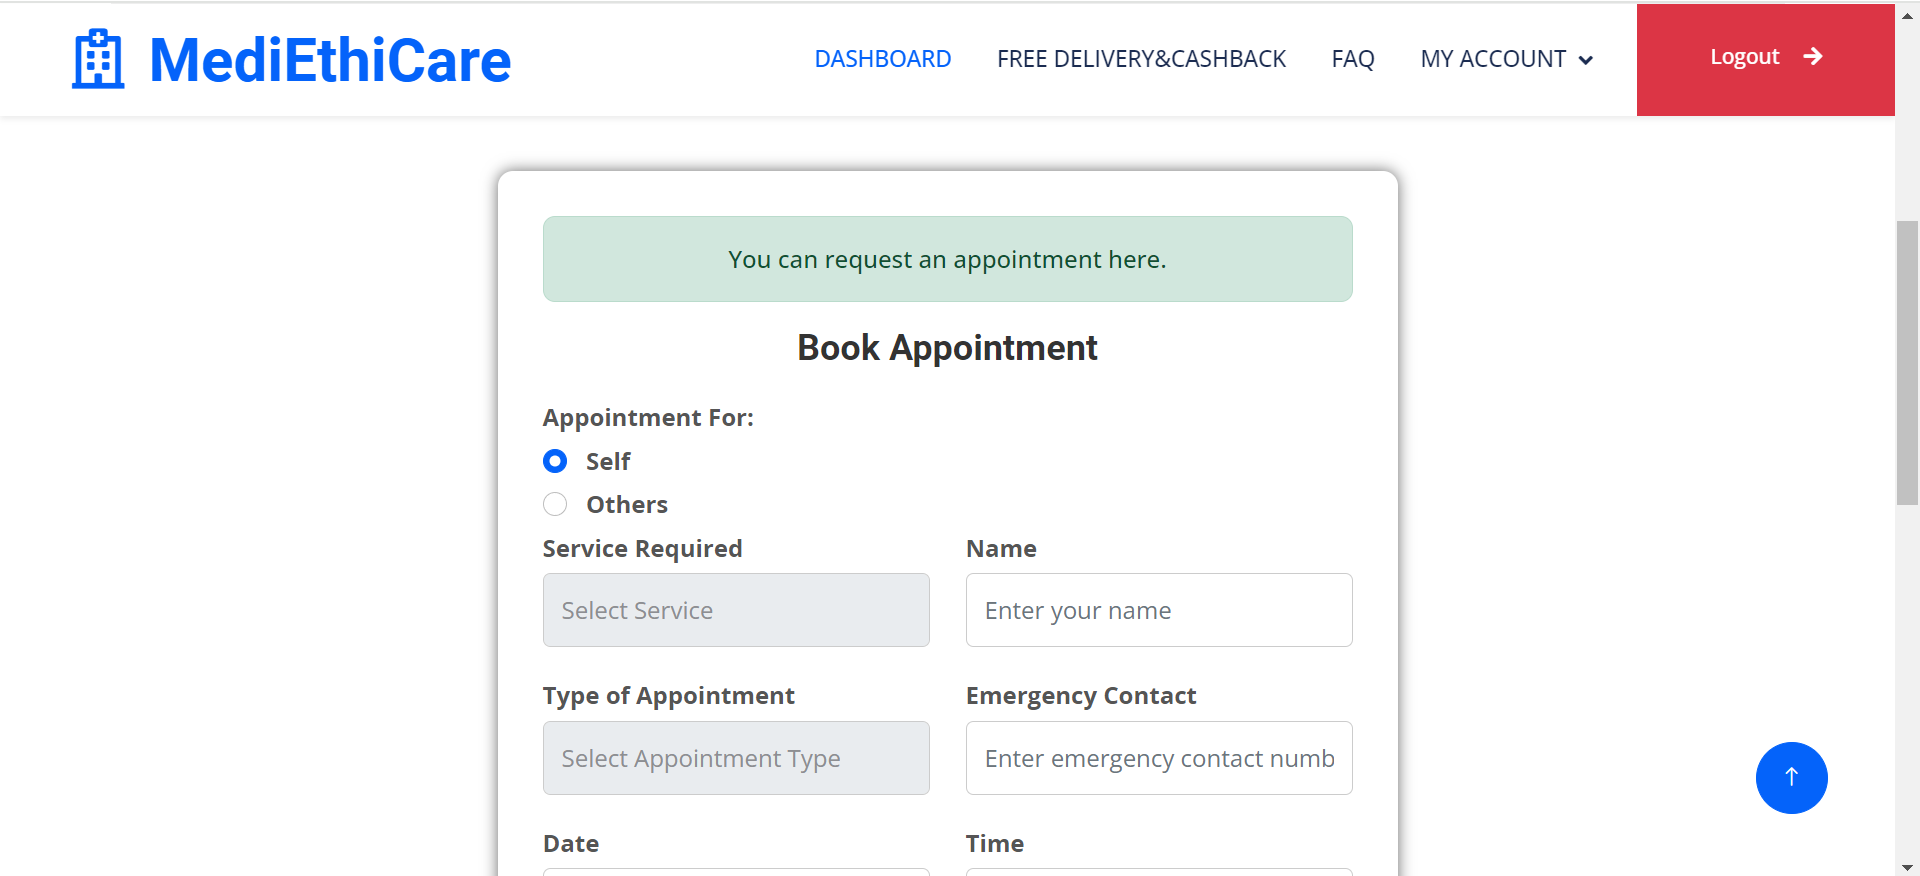 MediEthiCare
DASHBOARD
FREE DELIVERY&CASHBACK
FAQ
MY ACCOUNT
Logout
You can request an appointment here.
Book Appointment
Appointment For:
Self
Others
Service Required
Name
Select Service
Enter your name
Type of Appointment
Emergency Contact
Select Appointment Type
Enter emergency contact numb
Date
Time